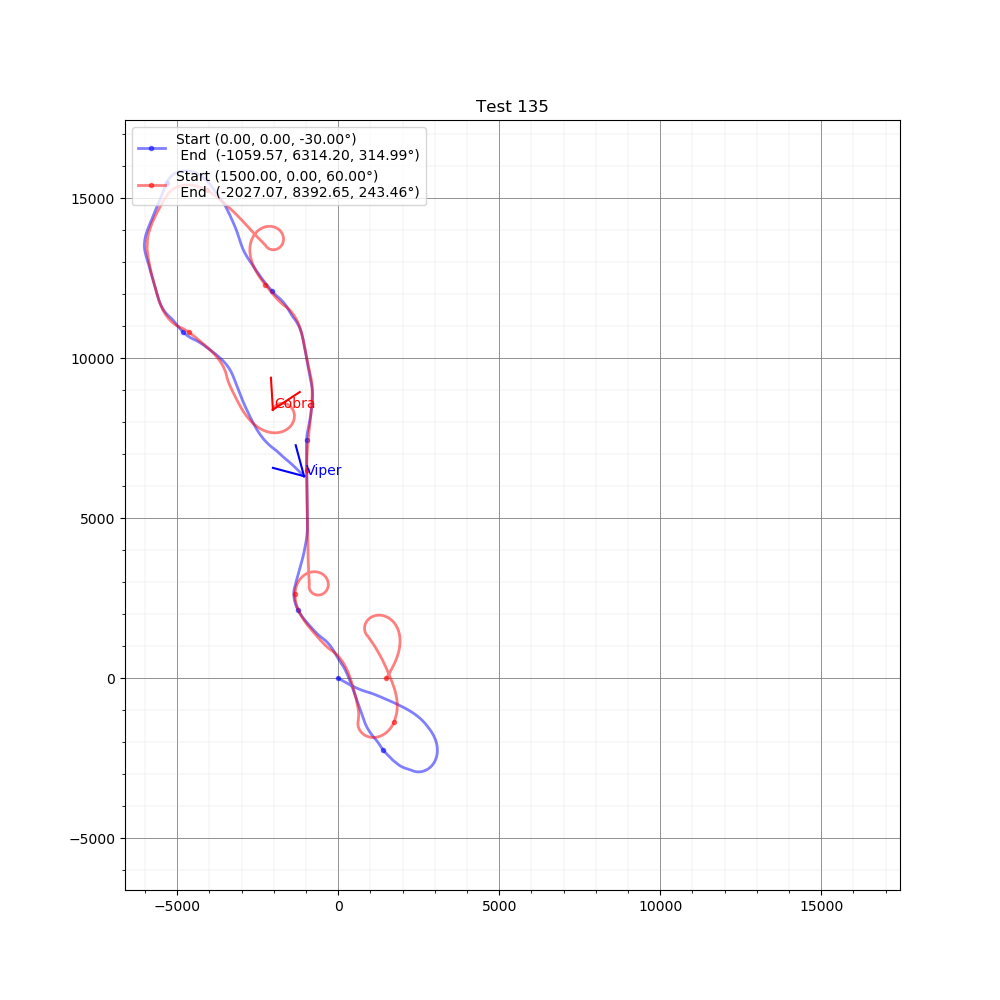 Test 135
Start (0.00, 0.00, -30.00°)
End  (-1059.57, 6314.20, 314.99°)
Start (1500.00, 0.00, 60.00°)
End  (-2027.07, 8392.65, 243.46°)
15000
10000
5000
0
−5000
Cobra
Viper
−5000
0
5000
10000
15000